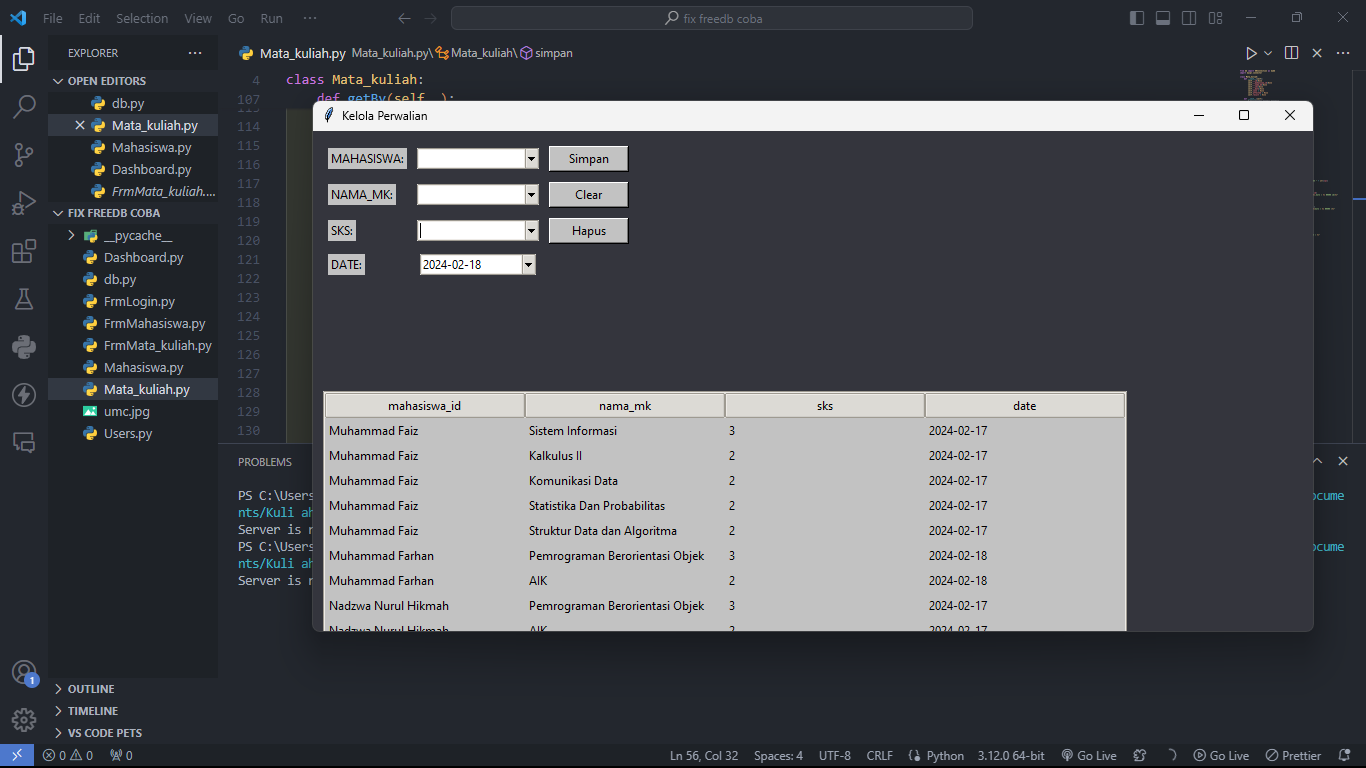 File Edit Selection View Go Run ··· fix freedb coba
EXPLORER ···
OPEN EDITORS
db.py
Mata_kuliah.py
Mahasiswa.py
Dashboard.py
FrmMata_kuliah....
FIX FREEDB COBA
__pycache__
Dashboard.py
db.py
FrmLogin.py
FrmMahasiswa.py
FrmMata_kuliah.py
Mahasiswa.py
Mata_kuliah.py
umc.jpg
Users.py
OUTLINE
TIMELINE
VS CODE PETS
Mata_kuliah.py Mata_kuliah.py\ Mata_kuliah\ simpan
4 class Mata_kuliah:
107 def getBy(self, ):
113
114
115
116
117
118
119
120
121
122
123
124
125
126
127
128
129
130
Kelola Perwalian
MAHASISWA: Simpan
NAMA_MK: Clear
SKS: Hapus
DATE: 2024-02-18
mahasiswa_id nama_mk sks date
Muhammad Faiz Sistem Informasi 3 2024-02-17
Muhammad Faiz Kalkulus II 2 2024-02-17
Muhammad Faiz Komunikasi Data 2 2024-02-17
Muhammad Faiz Statistika Dan Probabilitas 2 2024-02-17
Muhammad Faiz Struktur Data dan Algoritma 2 2024-02-17
Muhammad Farhan Pemrograman Berorientasi Objek 3 2024-02-18
Muhammad Farhan AIK 2 2024-02-18
Nadzwa Nurul Hikmah Pemrograman Berorientasi Objek 3 2024-02-17
Nadzwa Nurul Hikmah AIK 2 2024-02-17
PROBLEMS
PS C:\Users ocume
nts/Kuli ah
Server is r
PS C:\Users ocume
nts/Kuli ah
Server is r
1
0 0 0 Ln 56, Col 32 Spaces: 4 UTF-8 CRLF Python 3.12.0 64-bit Go Live Go Live Prettier